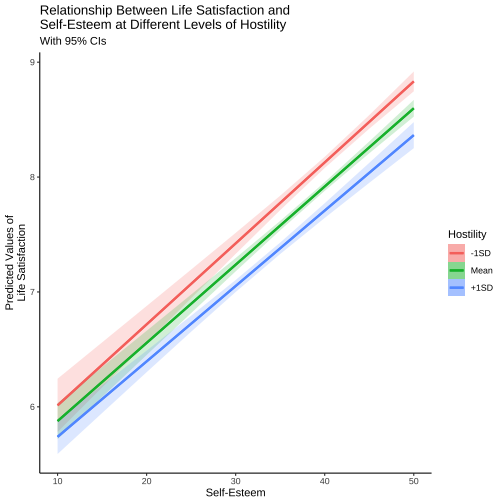 Relationship Between Life Satisfaction and
Self-Esteem at Different Levels of Hostility
With 95% CIs
9
8
7
6
Predicted Values of
Life Satisfaction
10
20
30
40
50
Self-Esteem
Hostility
-1SD
Mean
+1SD